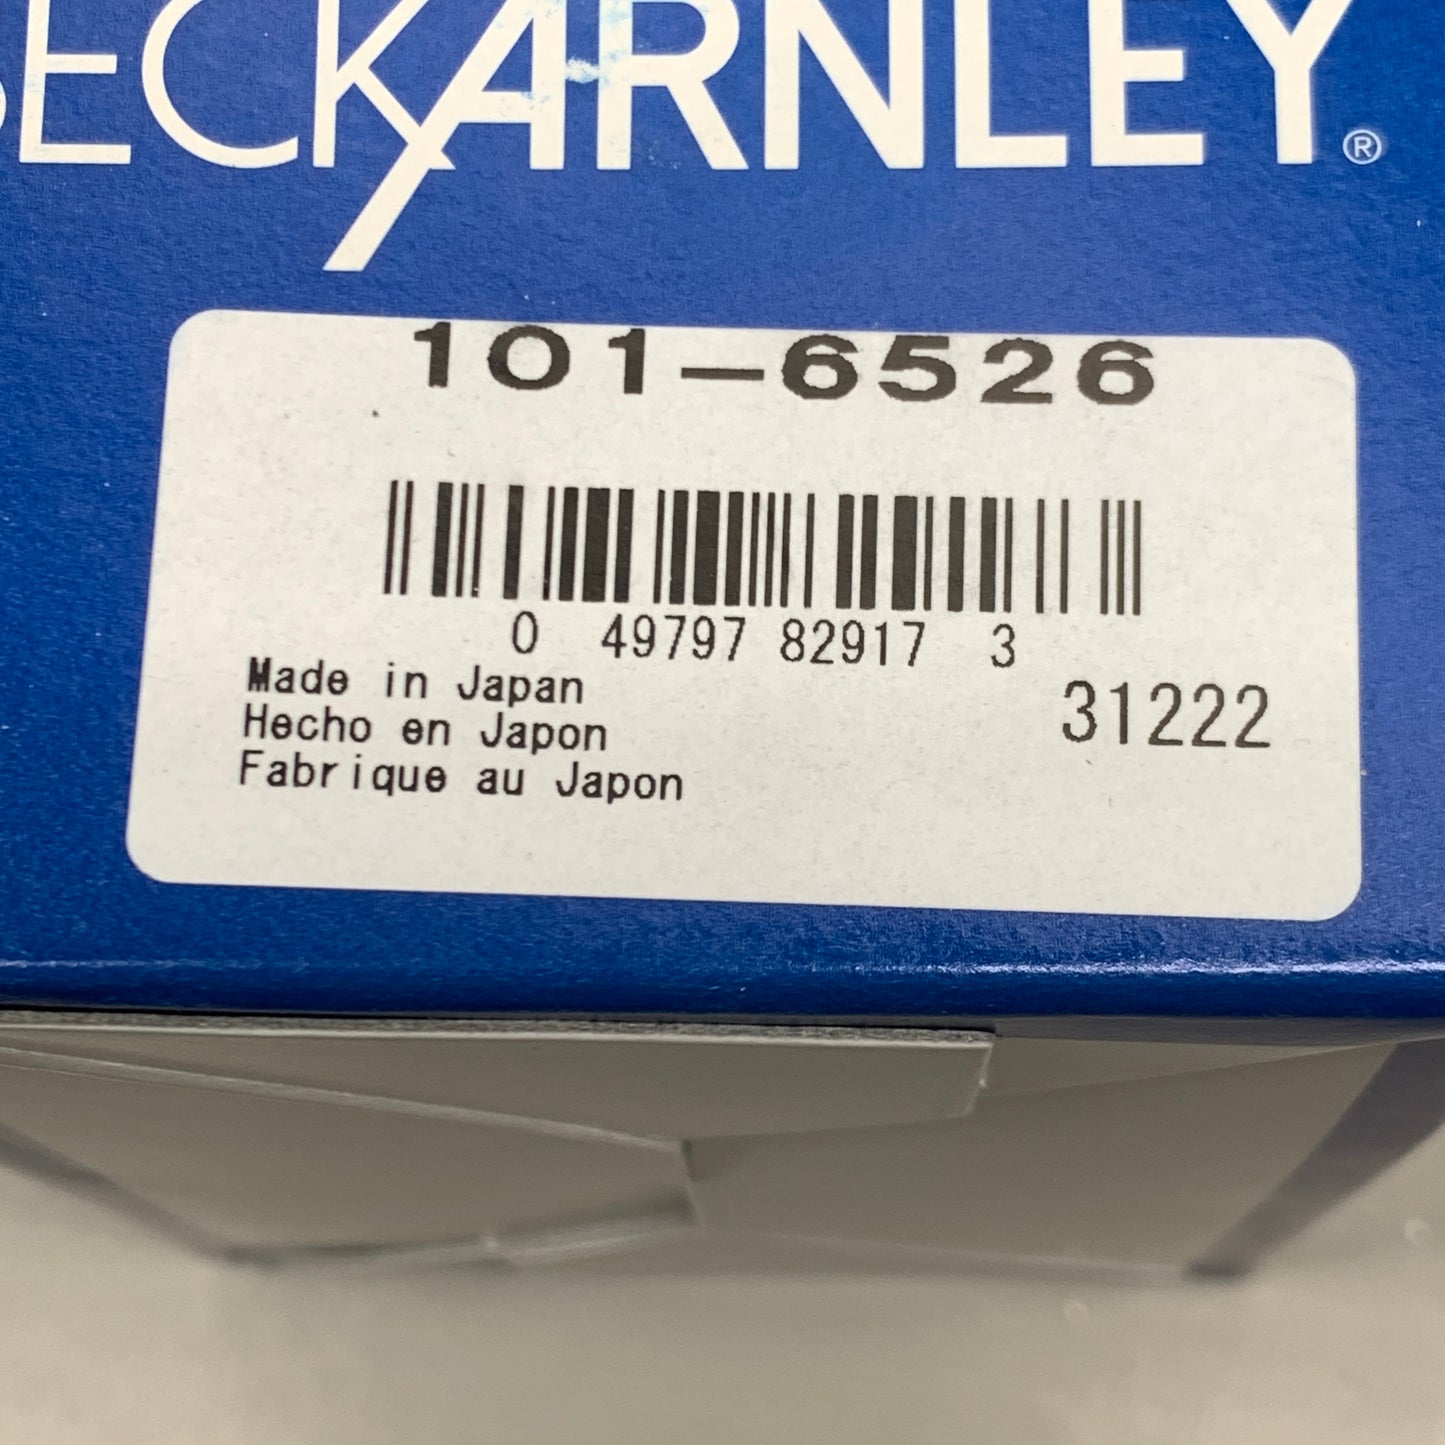 BECKARNLEY®
101-6526
0 49797 82917 3
Made in Japan
31222
Hecho en Japon
Fabrique au Japon